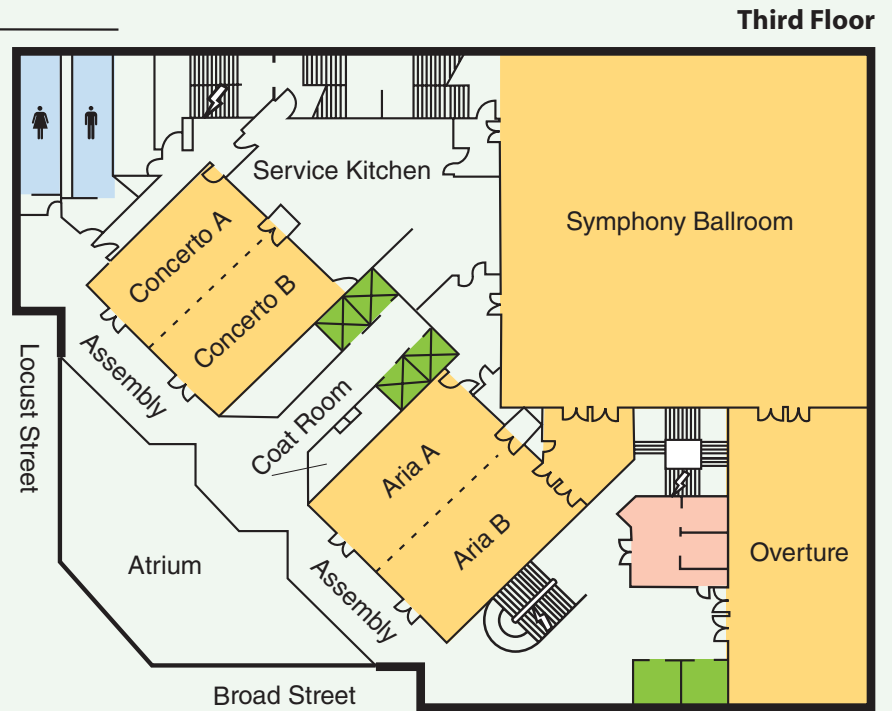 Third Floor
Service Kitchen
Symphony Ballroom
Concerto A
Concerto B
Assembly
Locust Street
Coat Room
Aria A
Aria B
Overture
Atrium
Assembly
Broad Street